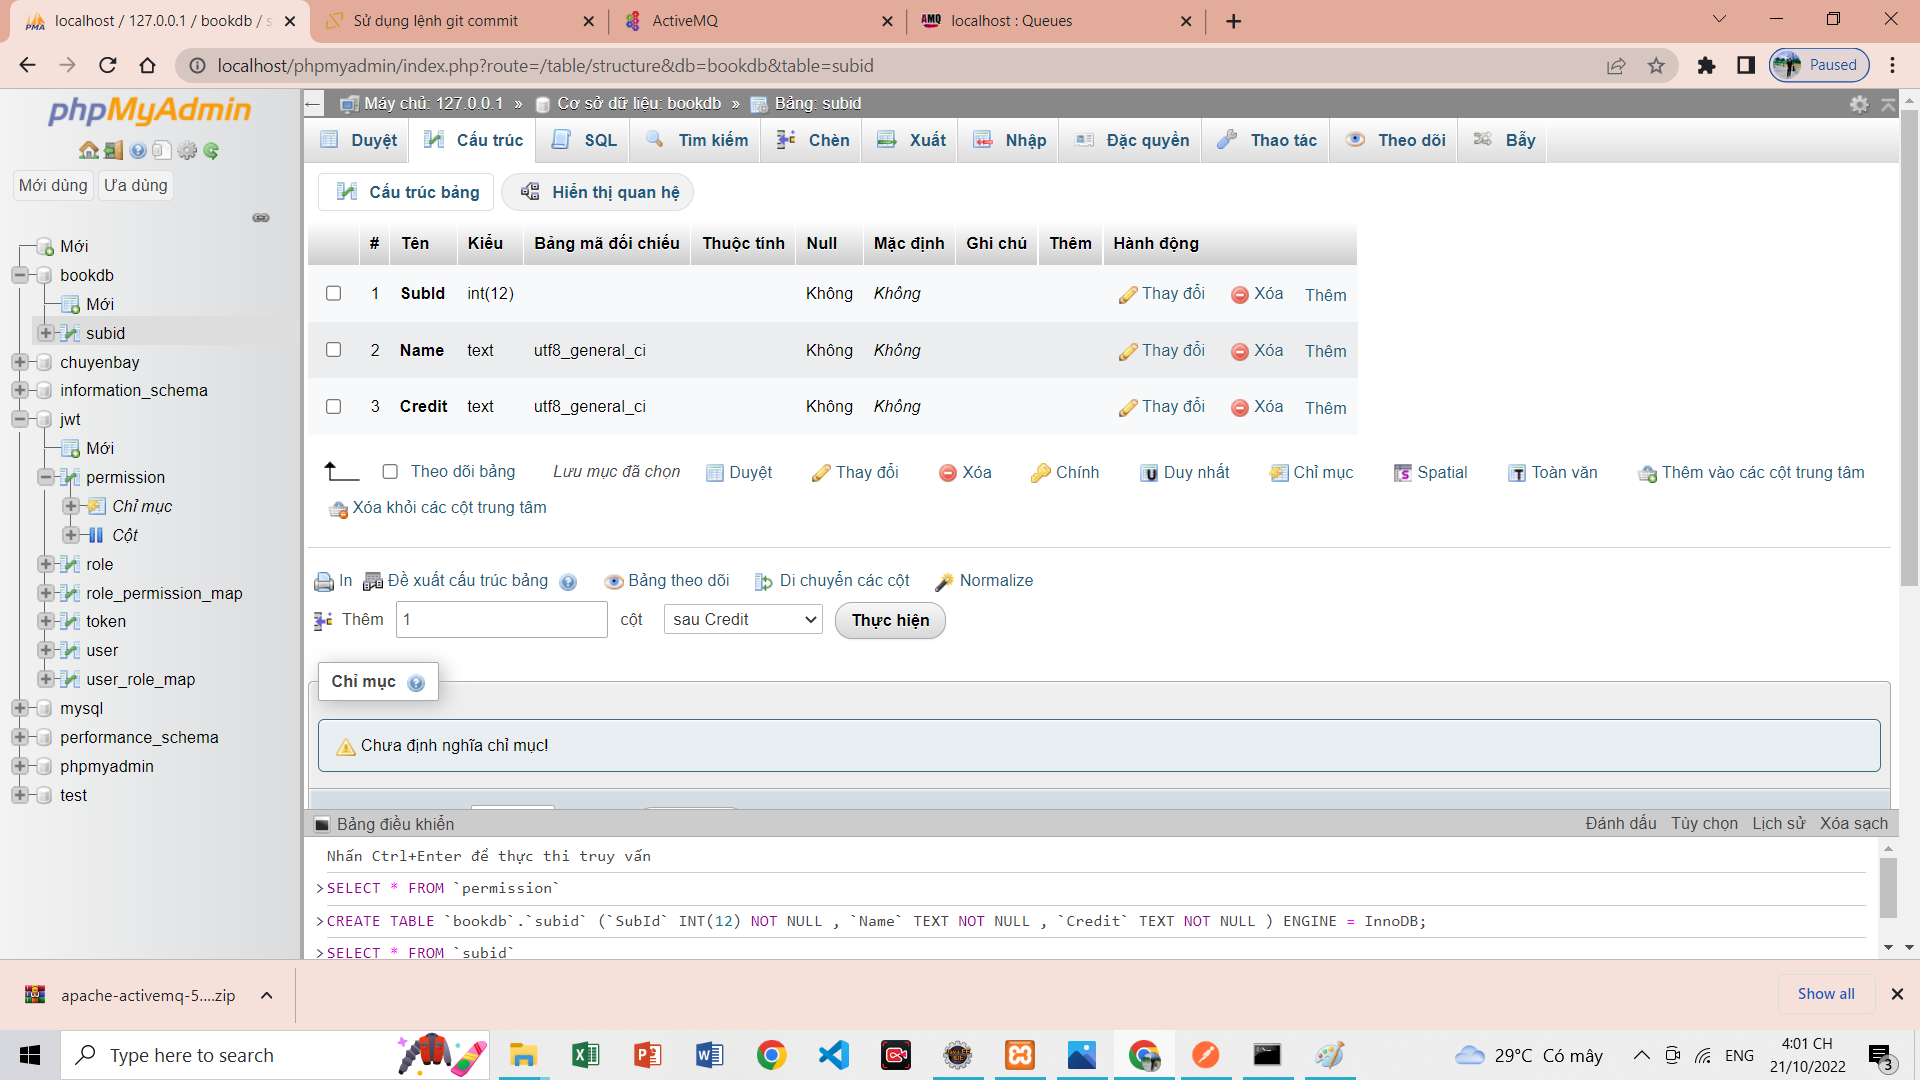 localhost / 127.0.0.1 / bookdb / s
Sử dụng lệnh git commit
ActiveMQ
localhost : Queues
localhost/phpmyadmin/index.php?route=/table/structure&db=bookdb&table=subid
Paused
phpMyAdmin
Mới dùng
Ưa dùng
Mới
bookdb
Mới
subid
chuyenbay
information_schema
jwt
Mới
permission
Chỉ mục
Cột
role
role_permission_map
token
user
user_role_map
mysql
performance_schema
phpmyadmin
test
Máy chủ: 127.0.0.1 » Cơ sở dữ liệu: bookdb » Bảng: subid
Duyệt Cấu trúc SQL Tìm kiếm Chèn Xuất Nhập Đặc quyền Thao tác Theo dõi Bẫy
Cấu trúc bảng Hiển thị quan hệ
# Tên Kiểu Bảng mã đối chiếu Thuộc tính Null Mặc định Ghi chú Thêm Hành động
1 SubId int(12) Không Không Thay đổi Xóa Thêm
2 Name text utf8_general_ci Không Không Thay đổi Xóa Thêm
3 Credit text utf8_general_ci Không Không Thay đổi Xóa Thêm
Theo dõi bảng Lưu mục đã chọn Duyệt Thay đổi Xóa Chính Duy nhất Chỉ mục Spatial Toàn văn Thêm vào các cột trung tâm
Xóa khỏi các cột trung tâm
In Đề xuất cấu trúc bảng Bảng theo dõi Di chuyển các cột Normalize
Thêm 1 cột sau Credit Thực hiện
Chỉ mục
Chưa định nghĩa chỉ mục!
Bảng điều khiển Đánh dấu Tùy chọn Lịch sử Xóa sạch
Nhấn Ctrl+Enter để thực thi truy vấn
>SELECT * FROM `permission`
>CREATE TABLE `bookdb`.`subid` (`SubId` INT(12) NOT NULL , `Name` TEXT NOT NULL , `Credit` TEXT NOT NULL ) ENGINE = InnoDB;
>SELECT * FROM `subid`
apache-activemq-5....zip
Show all
Type here to search
29°C Có mây
ENG
4:01 CH
21/10/2022
3